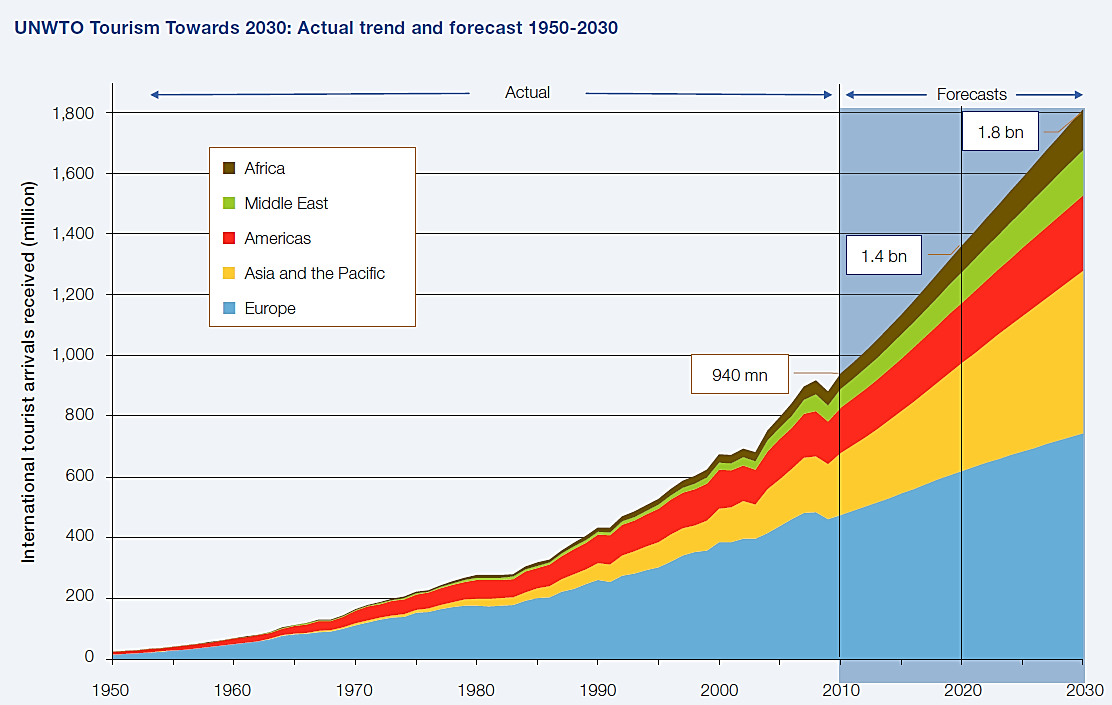 UNWTO Tourism Towards 2030: Actual trend and forecast 1950-2030
Actual
Forecasts
International tourist arrivals received (million)
1,800
1,600
1,400
1,200
1,000
800
600
400
200
0
Africa
Middle East
Americas
Asia and the Pacific
Europe
940 mn
1.4 bn
1.8 bn
1950 1960 1970 1980 1990 2000 2010 2020 2030